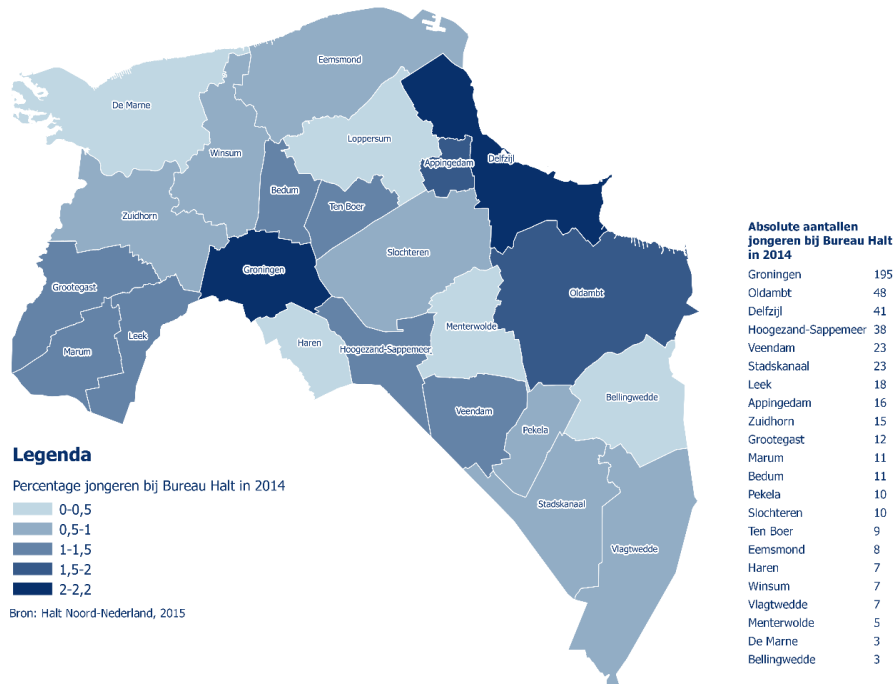 Eemsmond
De Marne
Loppersum
Winsum
Delfzijl
Appingedam
Bedum
Ten Boer
Zuidhorn
Slochteren
Groningen
Grootegast
Oldambt
Menterwolde
Leek
Haren
Hoogezand-Sappemeer
Marum
Bellingwedde
Veendam
Pekela
Stadskanaal
Vlagtwedde
Legenda
Percentage jongeren bij Bureau Halt in 2014
0-0,5
0,5-1
1-1,5
1,5-2
2-2,2
Bron: Halt Noord-Nederland, 2015
Absolute aantallen
jongeren bij Bureau Halt
in 2014
Groningen 195
Oldambt 48
Delfzijl 41
Hoogezand-Sappemeer 38
Veendam 23
Stadskanaal 23
Leek 18
Appingedam 16
Zuidhorn 15
Grootegast 12
Marum 11
Bedum 11
Pekela 10
Slochteren 10
Ten Boer 9
Eemsmond 8
Haren 7
Winsum 7
Vlagtwedde 7
Menterwolde 5
De Marne 3
Bellingwedde 3